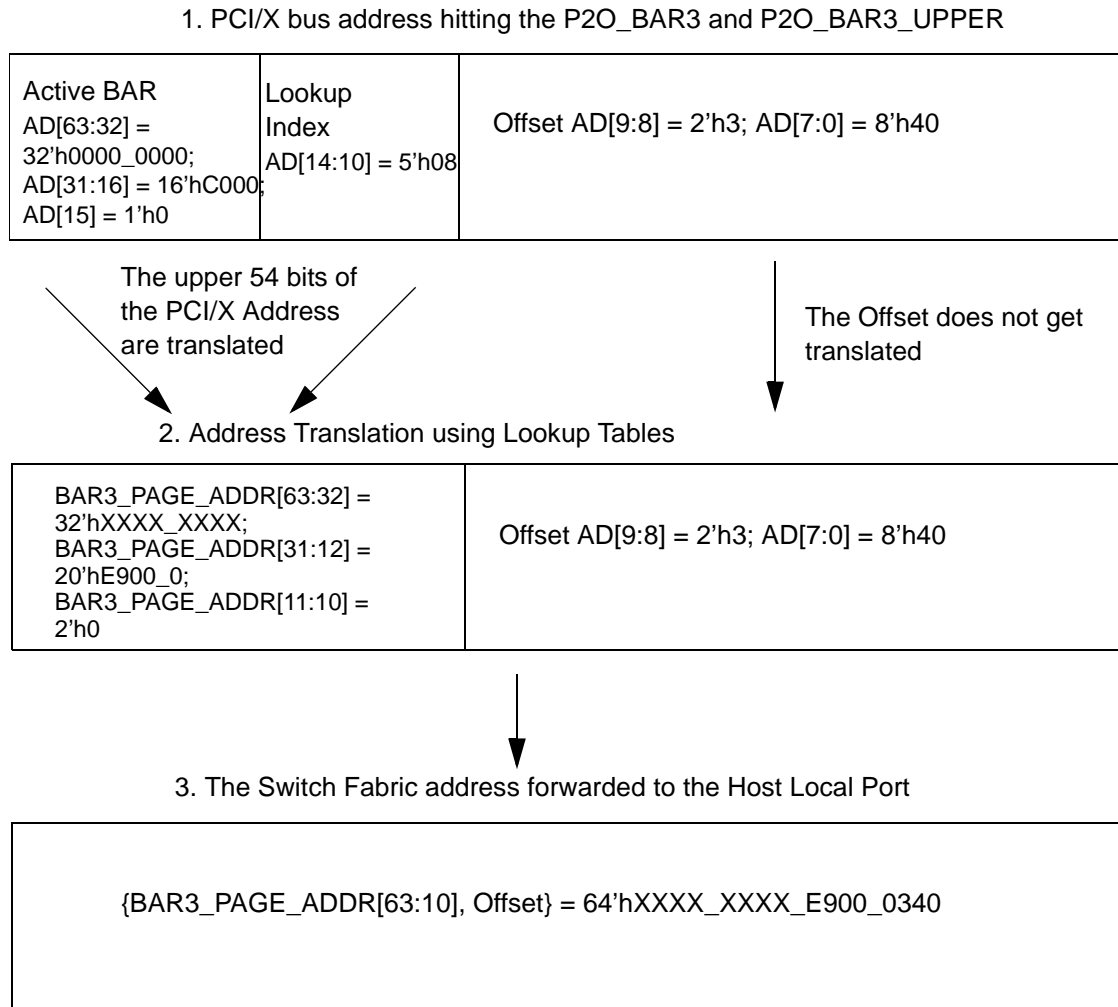 1. PCI/X bus address hitting the P2O_BAR3 and P2O_BAR3_UPPER
Active BAR
AD[63:32] =
32’h0000_0000;
AD[31:16] = 16’hC000;
AD[15] = 1’h0
Lookup
Index
AD[14:10] = 5’h08
Offset AD[9:8] = 2’h3; AD[7:0] = 8’h40
The upper 54 bits of
the PCI/X Address
are translated
The Offset does not get
translated
2. Address Translation using Lookup Tables
BAR3_PAGE_ADDR[63:32] =
32’hXXXX_XXXX;
BAR3_PAGE_ADDR[31:12] =
20’hE900_0;
BAR3_PAGE_ADDR[11:10] =
2’h0
Offset AD[9:8] = 2’h3; AD[7:0] = 8’h40
3. The Switch Fabric address forwarded to the Host Local Port
{BAR3_PAGE_ADDR[63:10], Offset} = 64’hXXXX_XXXX_E900_0340